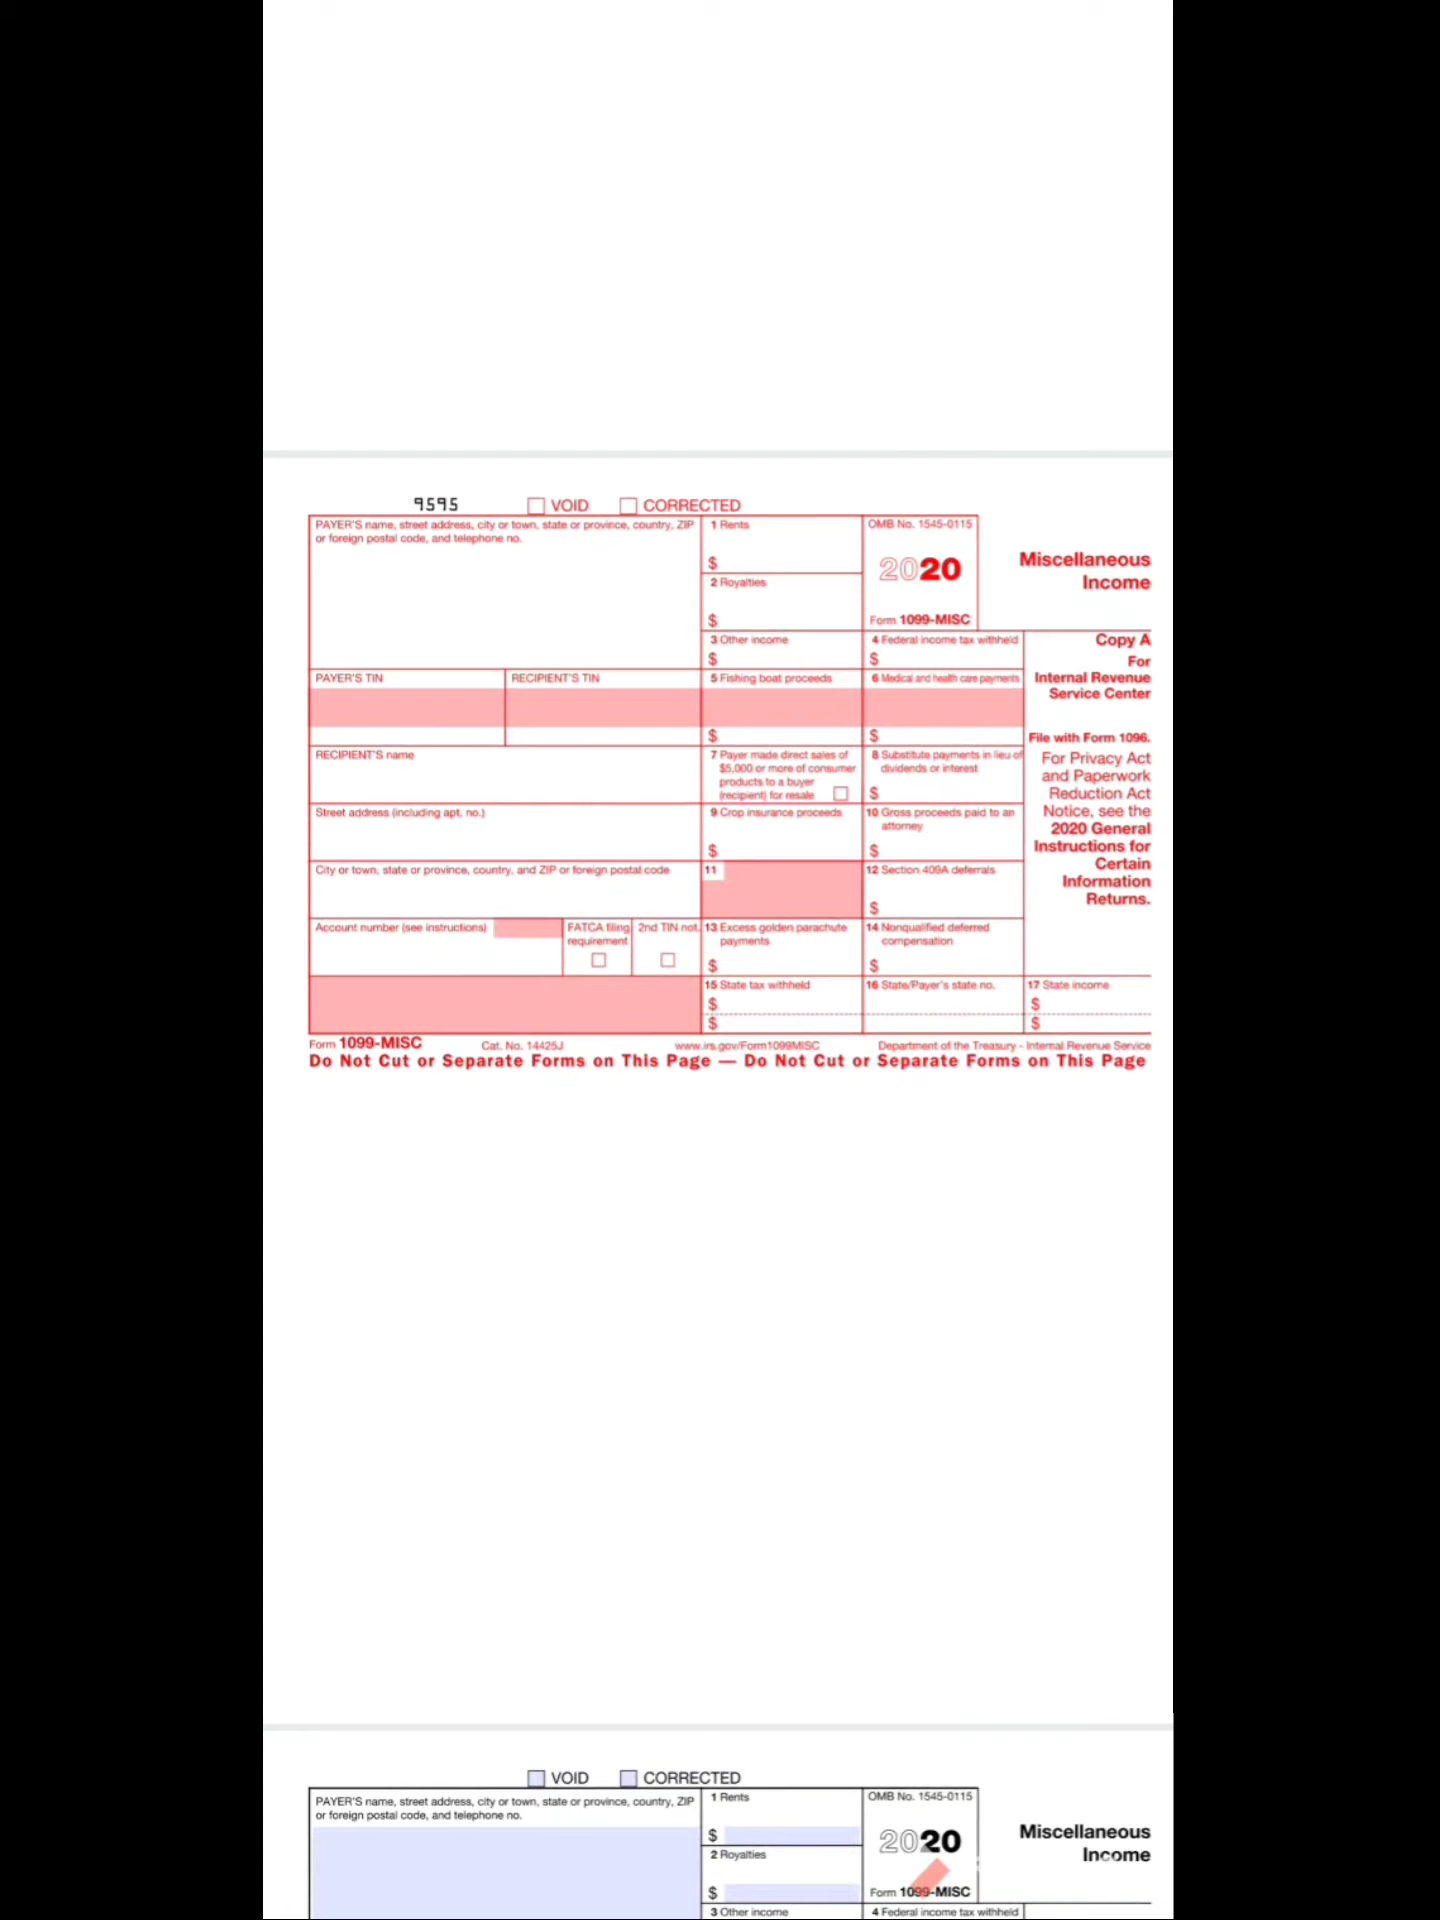 9595 VOID CORRECTED
PAYER'S name, street address, city or town, state or province, country, ZIP
or foreign postal code, and telephone no.
1 Rents
$
2 Royalties
$
OMB No. 1545-0115
2020
Form 1099-MISC
Miscellaneous
Income
3 Other income
$
4 Federal income tax withheld
$
Copy A
For
Internal Revenue
Service Center
File with Form 1096.
For Privacy Act
and Paperwork
Reduction Act
Notice, see the
2020 General
Instructions for
Certain
Information
Returns.
PAYER'S TIN
RECIPIENT'S TIN
5 Fishing boat proceeds
$
6 Medical and health care payments
$
RECIPIENT'S name
7 Payer made direct sales of
$5,000 or more of consumer
products to a buyer
(recipient) for resale
8 Substitute payments in lieu of
dividends or interest
$
Street address (including apt. no.)
9 Crop insurance proceeds
$
10 Gross proceeds paid to an
attorney
$
City or town, state or province, country, and ZIP or foreign postal code
11
12 Section 409A deferrals
$
Account number (see instructions)
FATCA filing
requirement
2nd TIN not.
13 Excess golden parachute
payments
$
14 Nonqualified deferred
compensation
$
15 State tax withheld
$
$
16 State/Payer's state no.
17 State income
$
$
Form 1099-MISC Cat. No. 14425J www.irs.gov/Form1099MISC Department of the Treasury - Internal Revenue Service
Do Not Cut or Separate Forms on This Page — Do Not Cut or Separate Forms on This Page
VOID CORRECTED
PAYER'S name, street address, city or town, state or province, country, ZIP
or foreign postal code, and telephone no.
1 Rents
$
2 Royalties
$
OMB No. 1545-0115
2020
Form 1099-MISC
Miscellaneous
Income
3 Other income
4 Federal income tax withheld